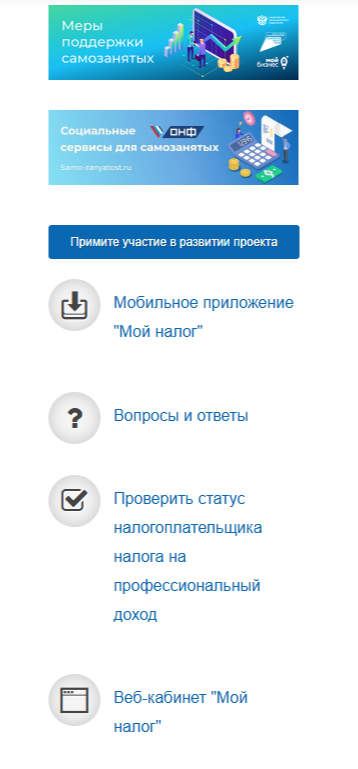 Меры
поддержки
самозанятых
мой
бизнес
Социальные ОНФ
сервисы для самозанятых
Samo-zanyatost.ru
Примите участие в развитии проекта
Мобильное приложение
"Мой налог"
?
Вопросы и ответы
Проверить статус
налогоплательщика
налога на
профессиональный
доход
Веб-кабинет "Мой
налог"